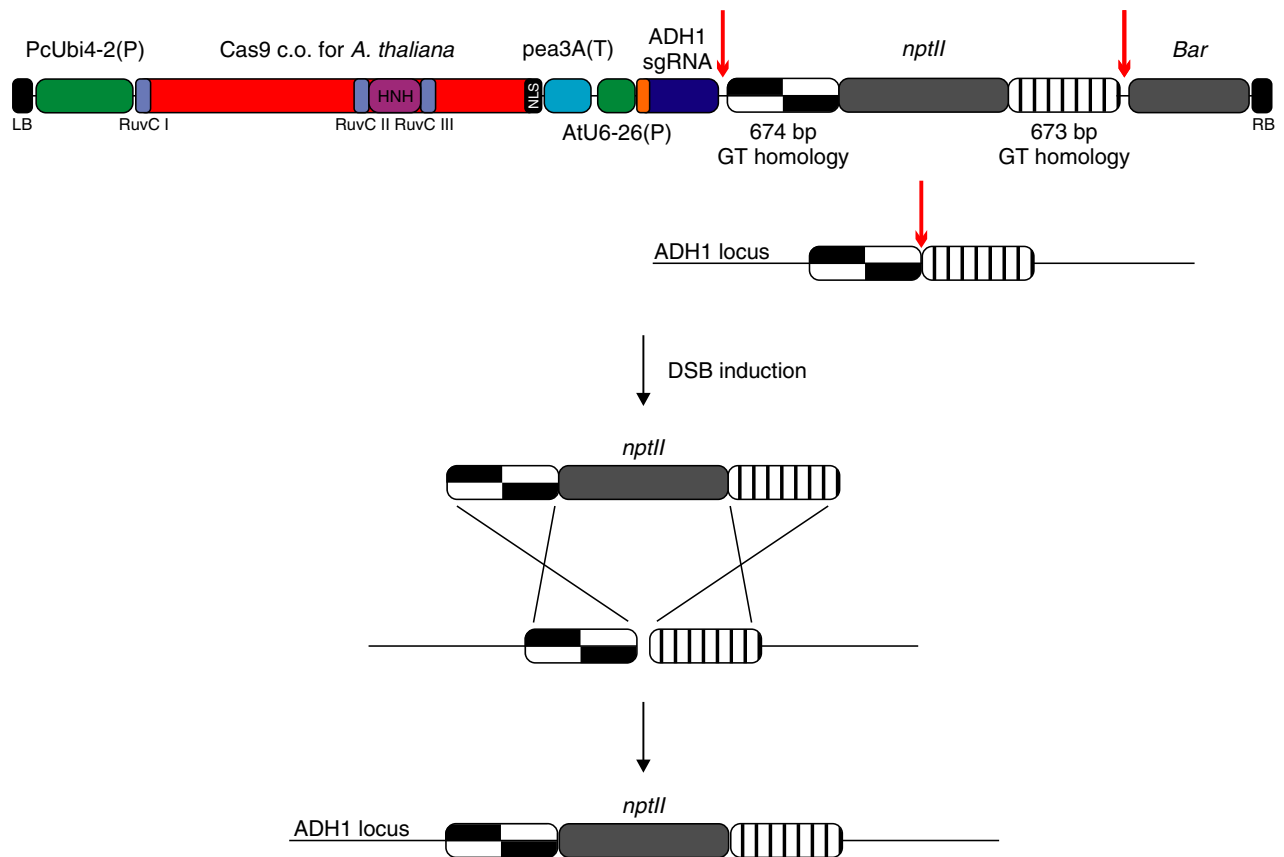 PcUbi4-2(P)
Cas9 c.o. for A. thaliana
pea3A(T)
ADH1
sgRNA
nptII
Bar
HNH
NLS
LB
RuvC I
RuvC II
RuvC III
AtU6-26(P)
674 bp
GT homology
673 bp
GT homology
RB
ADH1 locus
DSB induction
nptII
nptII
ADH1 locus